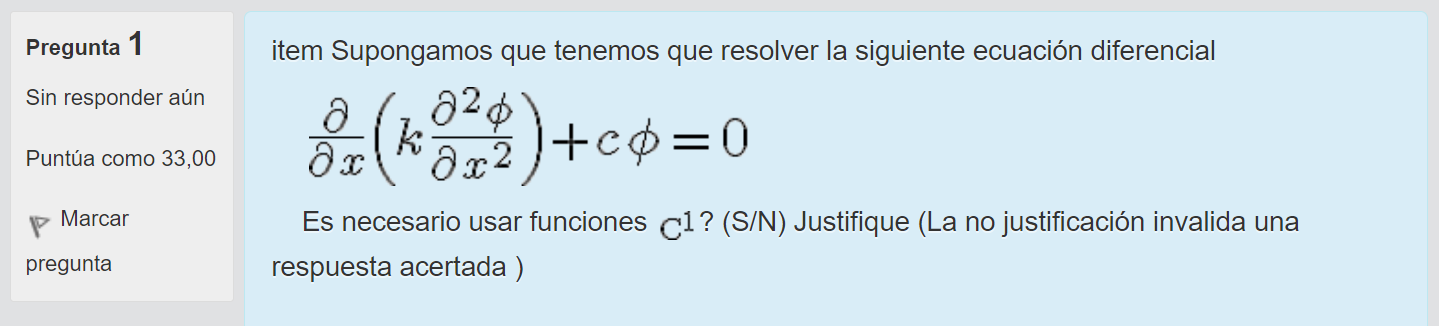 Pregunta 1
Sin responder aún
Puntúa como 33,00
Marcar
pregunta
item Supongamos que tenemos que resolver la siguiente ecuación diferencial
∂/∂x(k ∂²ϕ/∂x²)+cϕ=0
Es necesario usar funciones C¹? (S/N) Justifique (La no justificación invalida una
respuesta acertada )